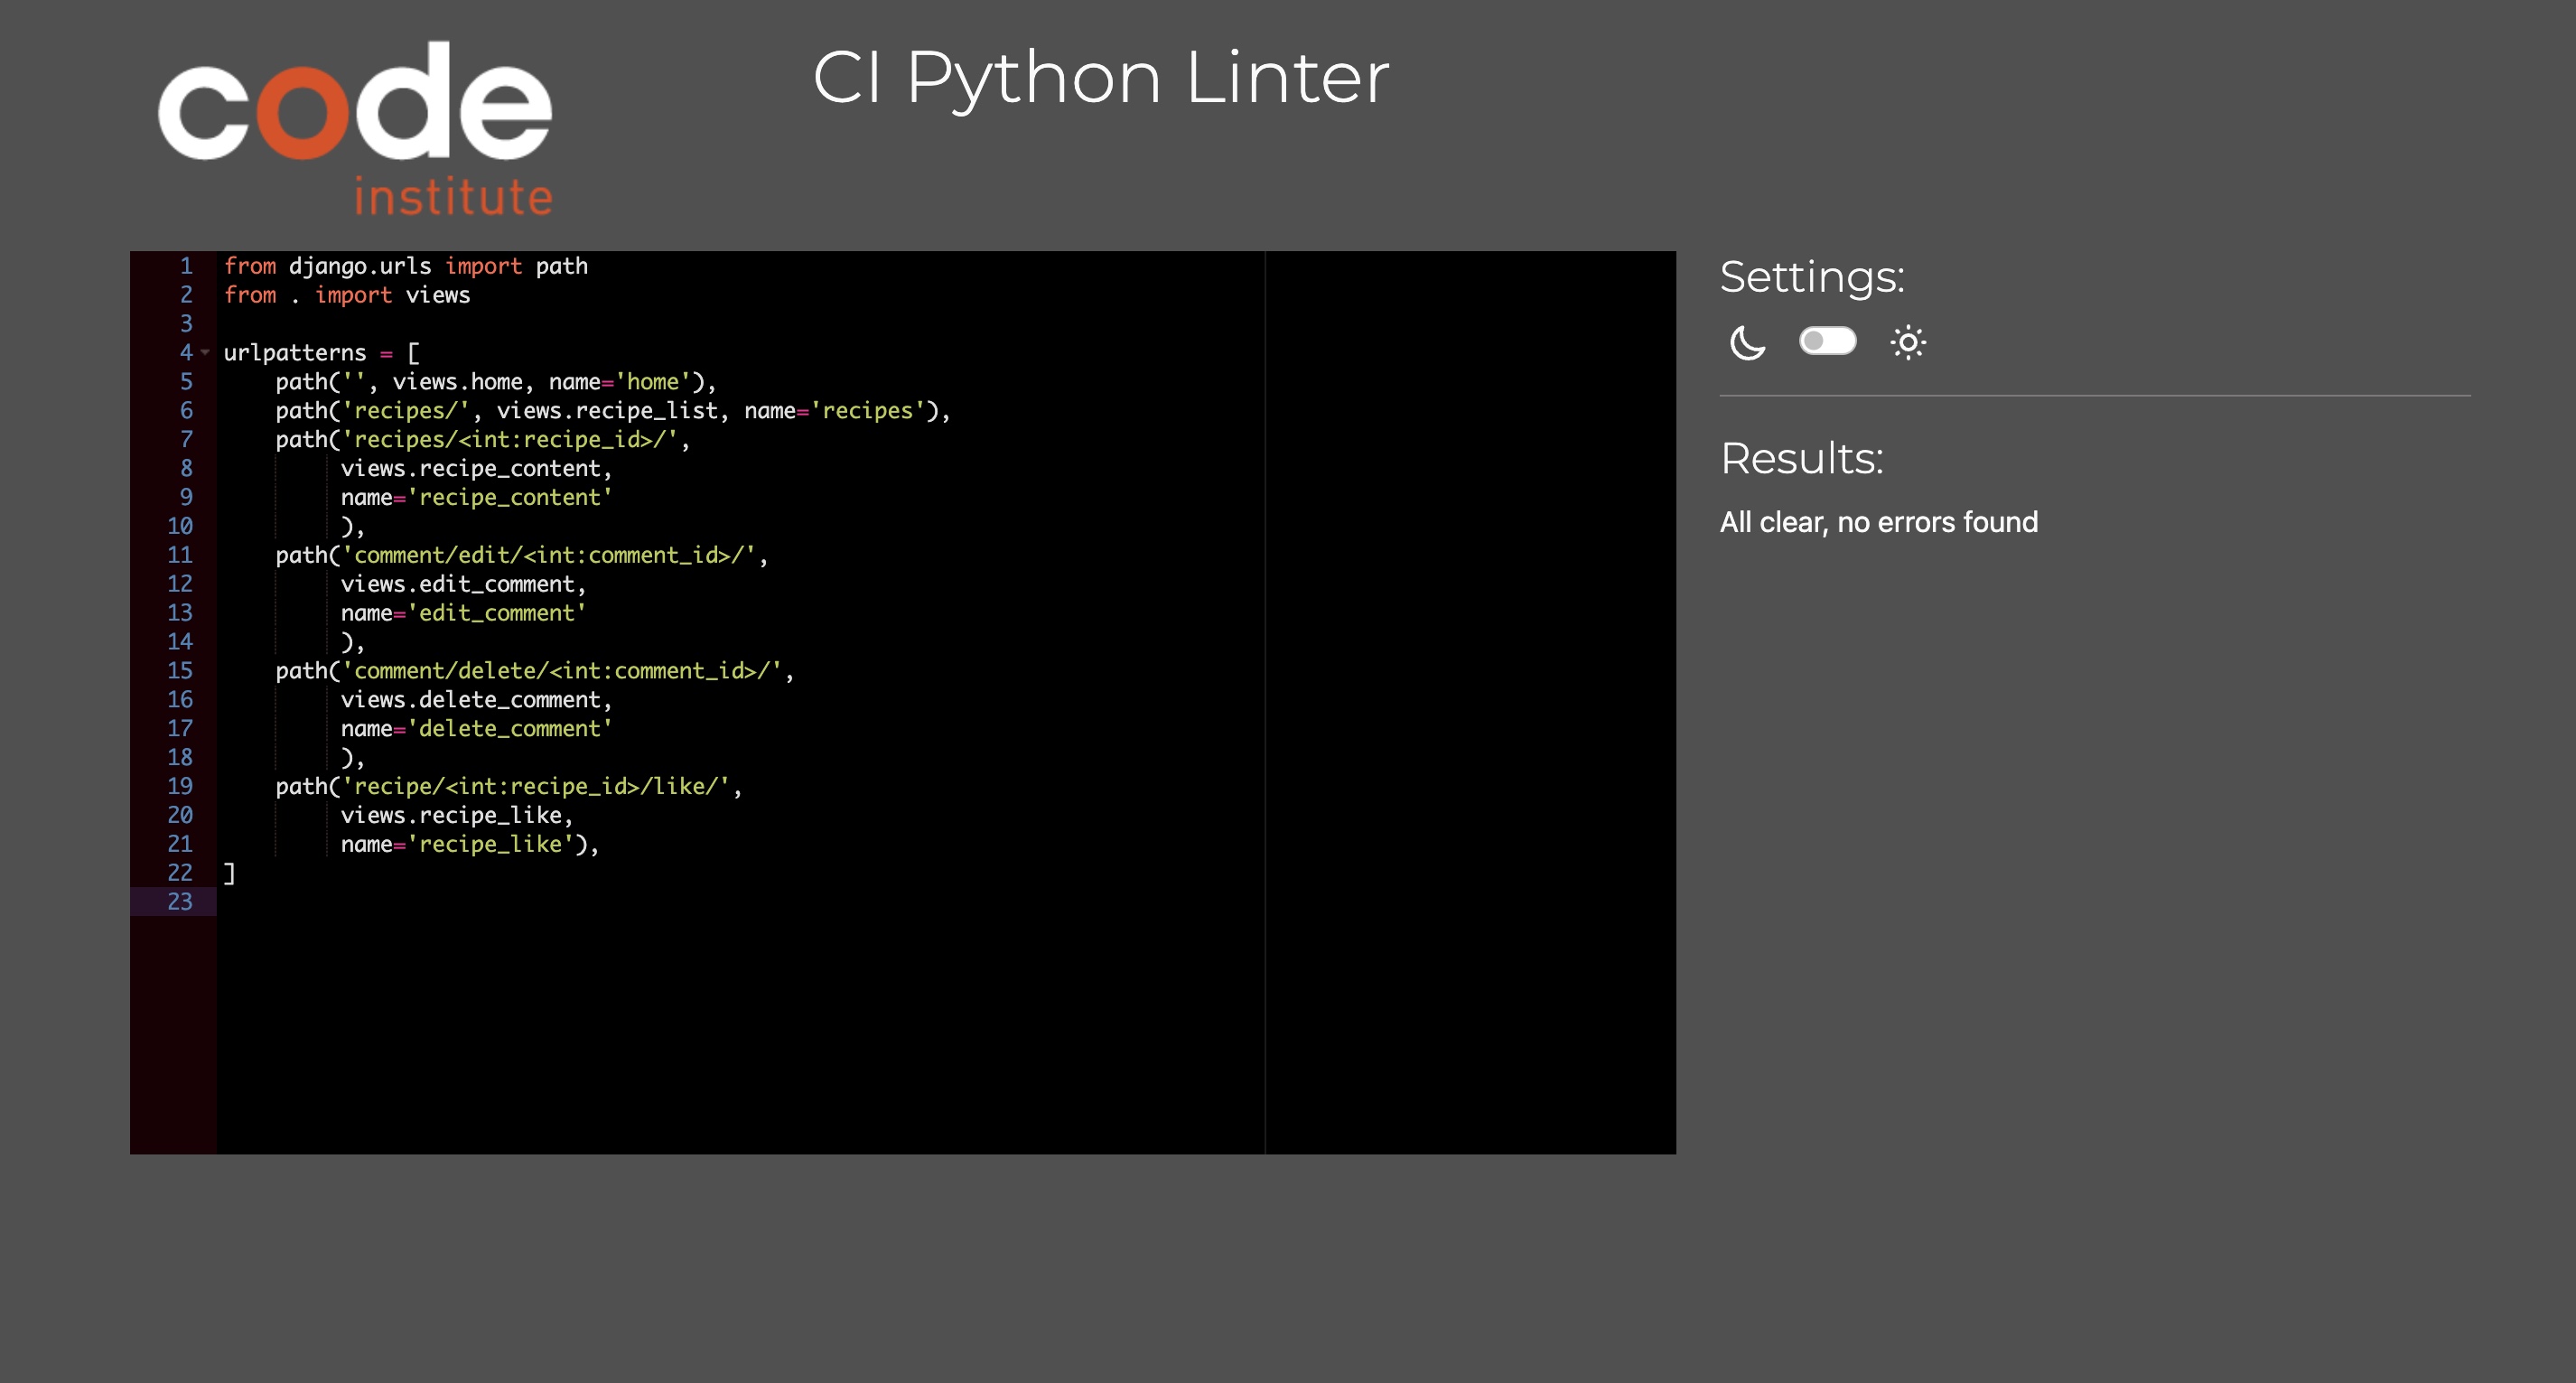 code
institute
CI Python Linter
1 from django.urls import path
2 from . import views
3
4 urlpatterns = [
5     path('', views.home, name='home'),
6     path('recipes/', views.recipe_list, name='recipes'),
7     path('recipes/<int:recipe_id>/',
8          views.recipe_content,
9          name='recipe_content'
10          ),
11     path('comment/edit/<int:comment_id>/',
12          views.edit_comment,
13          name='edit_comment'
14          ),
15     path('comment/delete/<int:comment_id>/',
16          views.delete_comment,
17          name='delete_comment'
18          ),
19     path('recipe/<int:recipe_id>/like/',
20          views.recipe_like,
21          name='recipe_like'),
22 ]
23
Settings:
Results:
All clear, no errors found